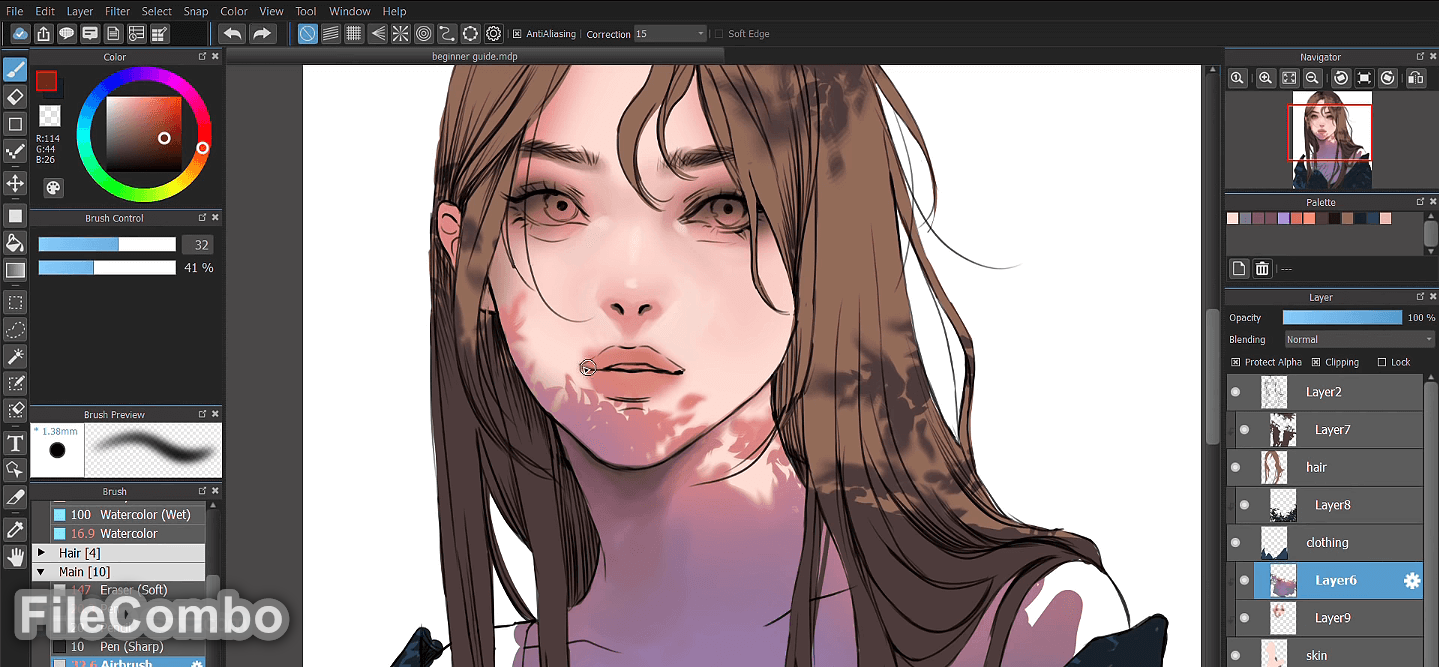 File Edit Layer Filter Select Snap Color View Tool Window Help
AntiAliasing Correction 15 Soft Edge
beginner guide.mdp
Color
R:114
G:44
B:26
Brush Control
32
41 %
Brush Preview
* 1.38mm
Brush
100 Watercolor (Wet)
16.9 Watercolor
Hair [4]
Main [10]
147 Eraser (Soft)
FileCombo
10 Pen (Sharp)
32.6 Airbrush
T
Navigator
Palette
---
Layer
Opacity 100 %
Blending Normal
Protect Alpha Clipping Lock
Layer2
Layer7
hair
Layer8
clothing
Layer6
Layer9
skin